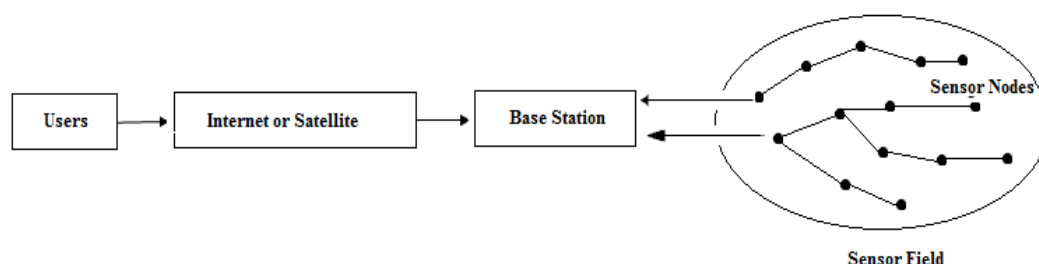 Users
Internet or Satellite
Base Station
Sensor Nodes
Sensor Field